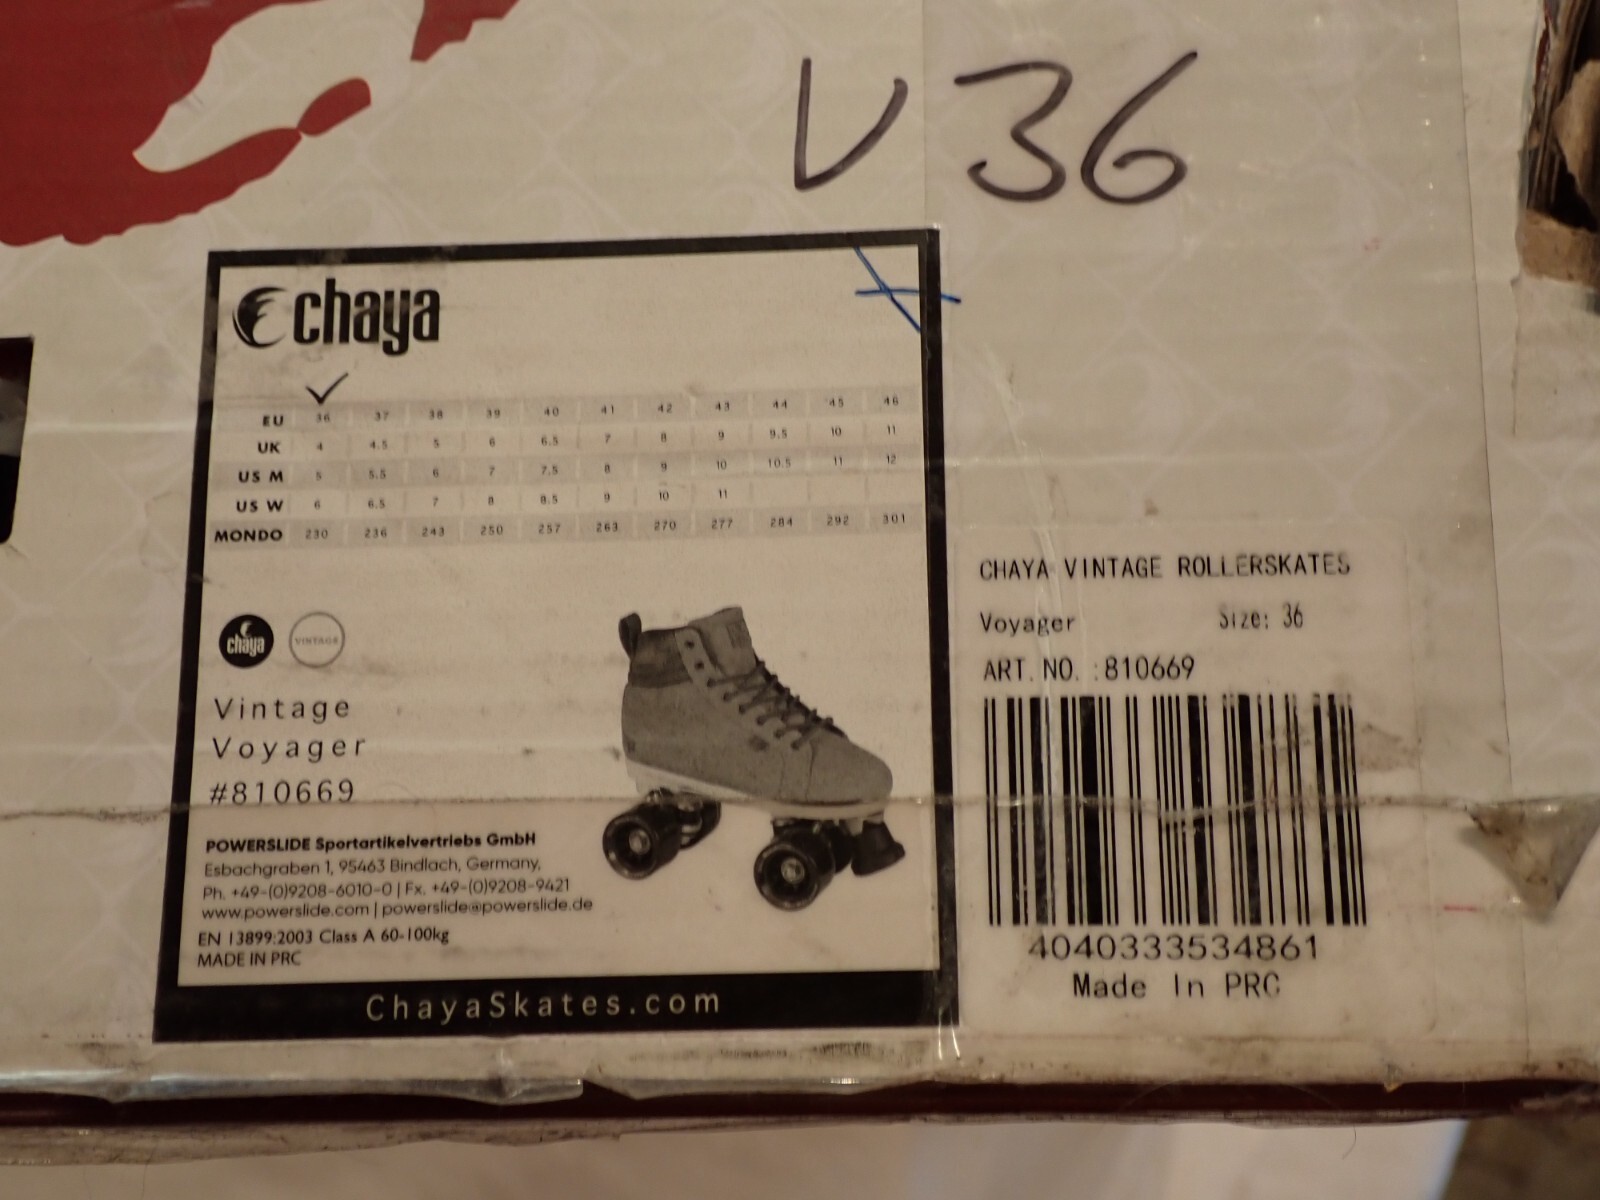 V 36
chaya
EU 36 37 38 39 40 41 42 43 44 45 46
UK 4 4.5 5 6 6.5 7 8 9 9.5 10 11
US M 5 5.5 6 7 7.5 8 9 10 10.5 11 12
US W 6 6.5 7 8 8.5 9 10 11
MONDO 230 236 243 250 257 263 270 277 284 292 301
chaya VINTAGE
Vintage
Voyager
#810669
POWERSLIDE Sportartikelvertriebs GmbH
Esbachgraben 1, 95463 Bindlach, Germany,
Ph. +49-(0)9208-6010-0 | Fx. +49-(0)9208-9421
www.powerslide.com | powerslide@powerslide.de
EN 13899:2003 Class A 60-100kg
MADE IN PRC
ChayaSkates.com
CHAYA VINTAGE ROLLERSKATES
Voyager Size: 36
ART. NO. :810669
4040333534861
Made In PRC